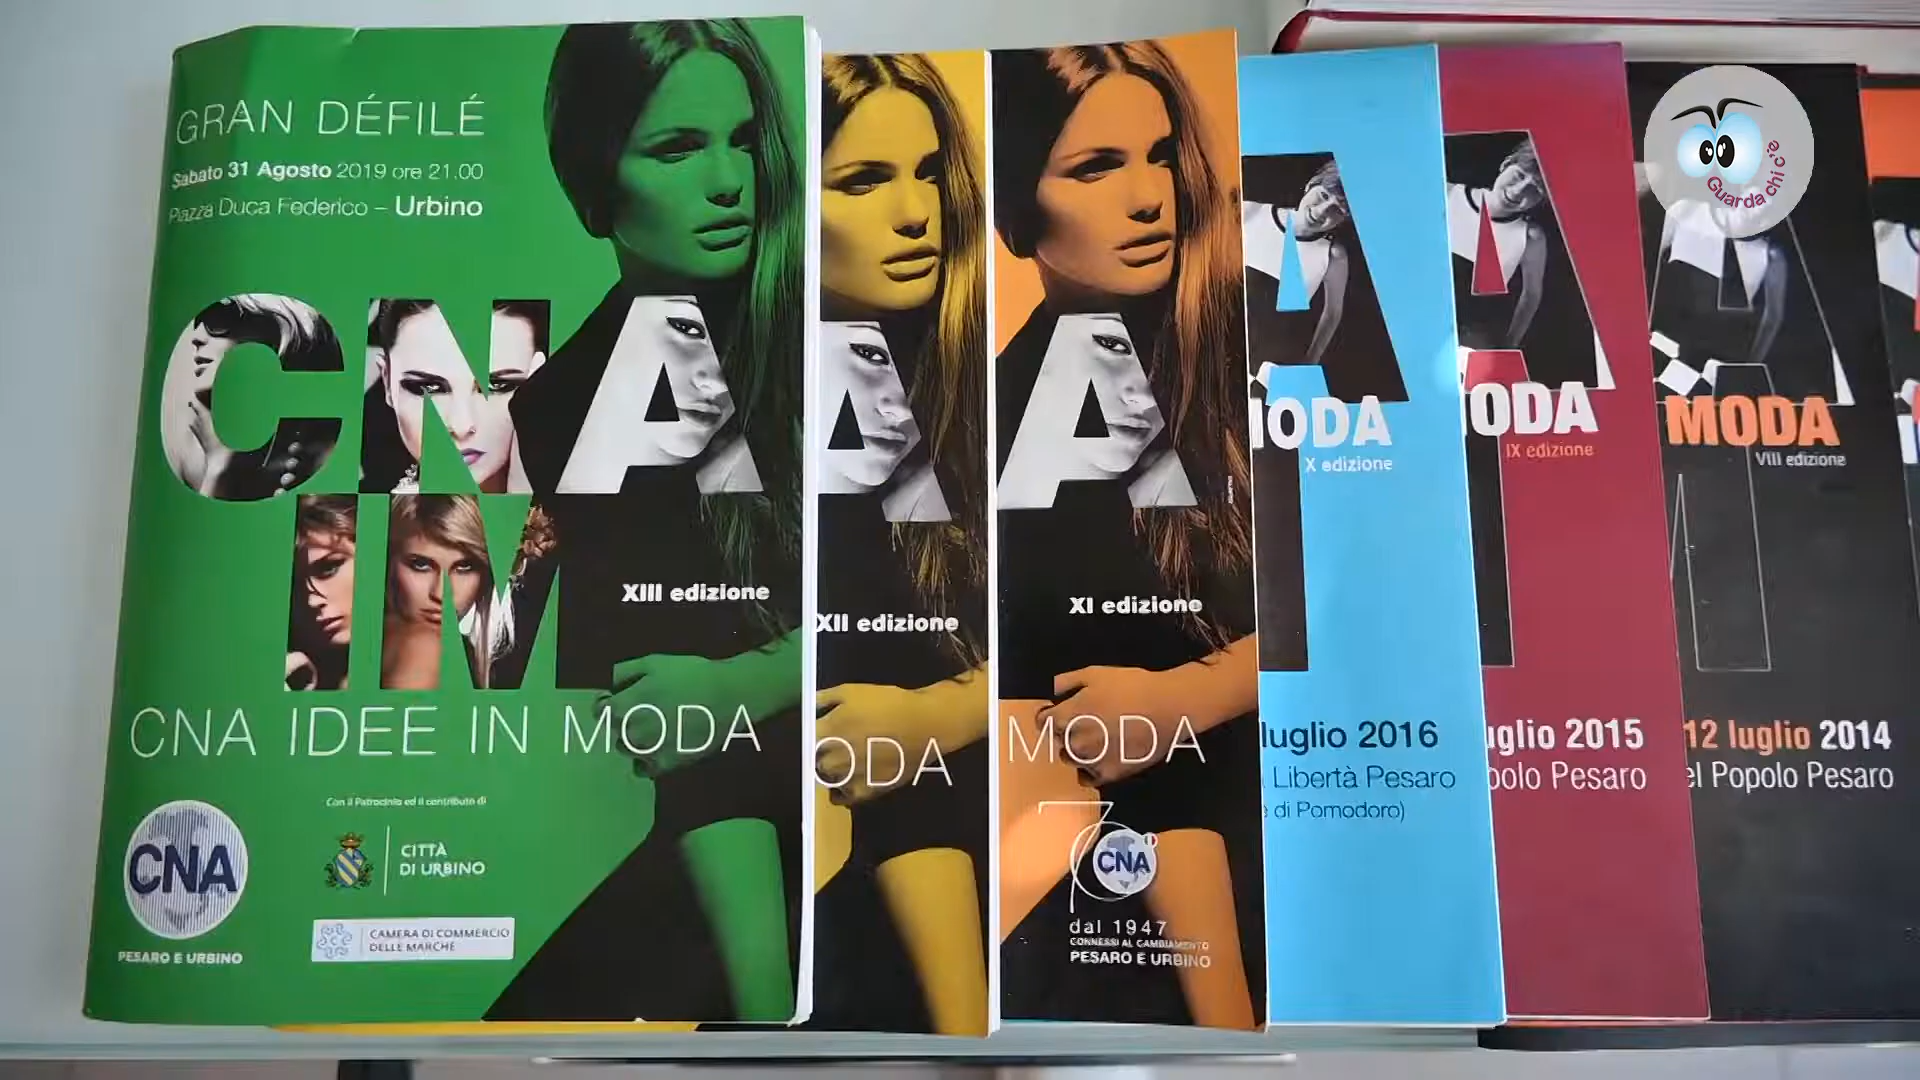 GRAN DÉFILÉ
Sabato 31 Agosto 2019 ore 21.00
Piazza Duca Federico – Urbino
CNA
IM
XIII edizione
CNA IDEE IN MODA
Con il Patrocinio ed il contributo di
CNA
PESARO E URBINO
CITTÀ
DI URBINO
CAMERA DI COMMERCIO
DELLE MARCHE
A
XII edizione
ODA
A
XI edizione
MODA
70
CNA
dal 1947
CONNESSI AL CAMBIAMENTO
PESARO E URBINO
A
MODA
X edizione
luglio 2016
Libertà Pesaro
di Pomodoro)
A
ODA
IX edizione
uglio 2015
opolo Pesaro
A
MODA
VIII edizione
12 luglio 2014
el Popolo Pesaro
Guarda chi c'è